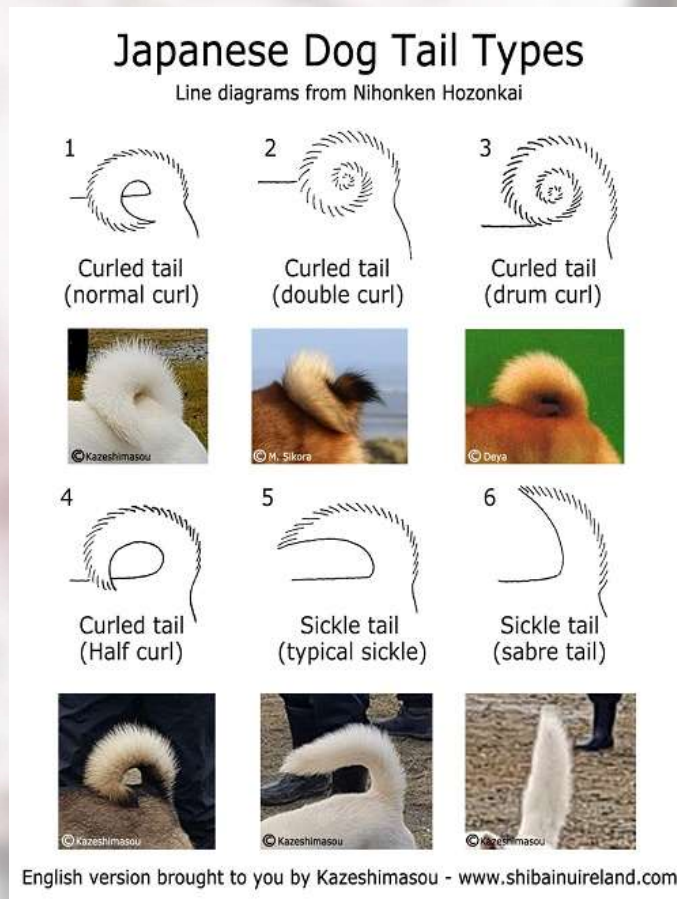 Japanese Dog Tail Types
Line diagrams from Nihonken Hozonkai
1
2
3
Curled tail
(normal curl)
Curled tail
(double curl)
Curled tail
(drum curl)
©Kazeshimasou
© M. Sikora
© Deya
4
5
6
Curled tail
(Half curl)
Sickle tail
(typical sickle)
Sickle tail
(sabre tail)
©Kazeshimasou
©Kazeshimasou
©Kazeshimasou
English version brought to you by Kazeshimasou - www.shibainuireland.com